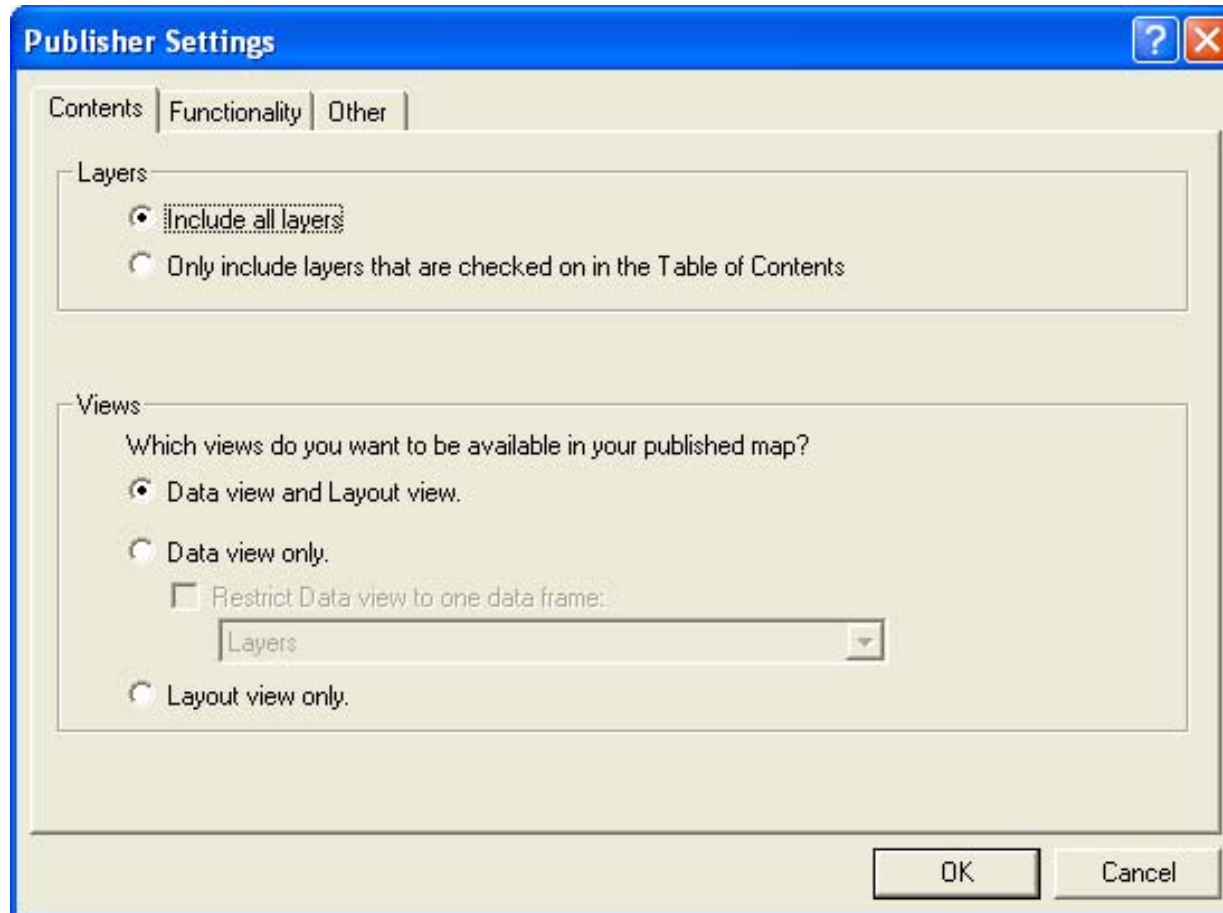 Publisher Settings
Contents Functionality Other
Layers
Include all layers
Only include layers that are checked on in the Table of Contents
Views
Which views do you want to be available in your published map?
Data view and Layout view.
Data view only.
Restrict Data view to one data frame:
Layers
Layout view only.
OK Cancel